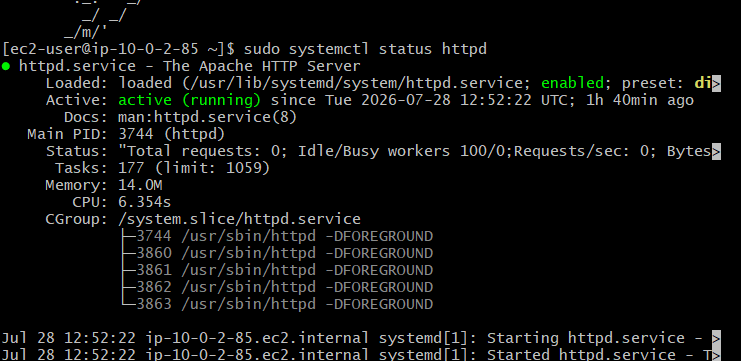 _/ _/
_/m/'
[ec2-user@ip-10-0-2-85 ~]$ sudo systemctl status httpd
● httpd.service - The Apache HTTP Server
Loaded: loaded (/usr/lib/systemd/system/httpd.service; enabled; preset: di>
Active: active (running) since Tue 2026-07-28 12:52:22 UTC; 1h 40min ago
Docs: man:httpd.service(8)
Main PID: 3744 (httpd)
Status: "Total requests: 0; Idle/Busy workers 100/0;Requests/sec: 0; Bytes>
Tasks: 177 (limit: 1059)
Memory: 14.0M
CPU: 6.354s
CGroup: /system.slice/httpd.service
├─3744 /usr/sbin/httpd -DFOREGROUND
├─3860 /usr/sbin/httpd -DFOREGROUND
├─3861 /usr/sbin/httpd -DFOREGROUND
├─3862 /usr/sbin/httpd -DFOREGROUND
└─3863 /usr/sbin/httpd -DFOREGROUND
Jul 28 12:52:22 ip-10-0-2-85.ec2.internal systemd[1]: Starting httpd.service - >
Jul 28 12:52:22 ip-10-0-2-85.ec2.internal systemd[1]: Started httpd.service - T>